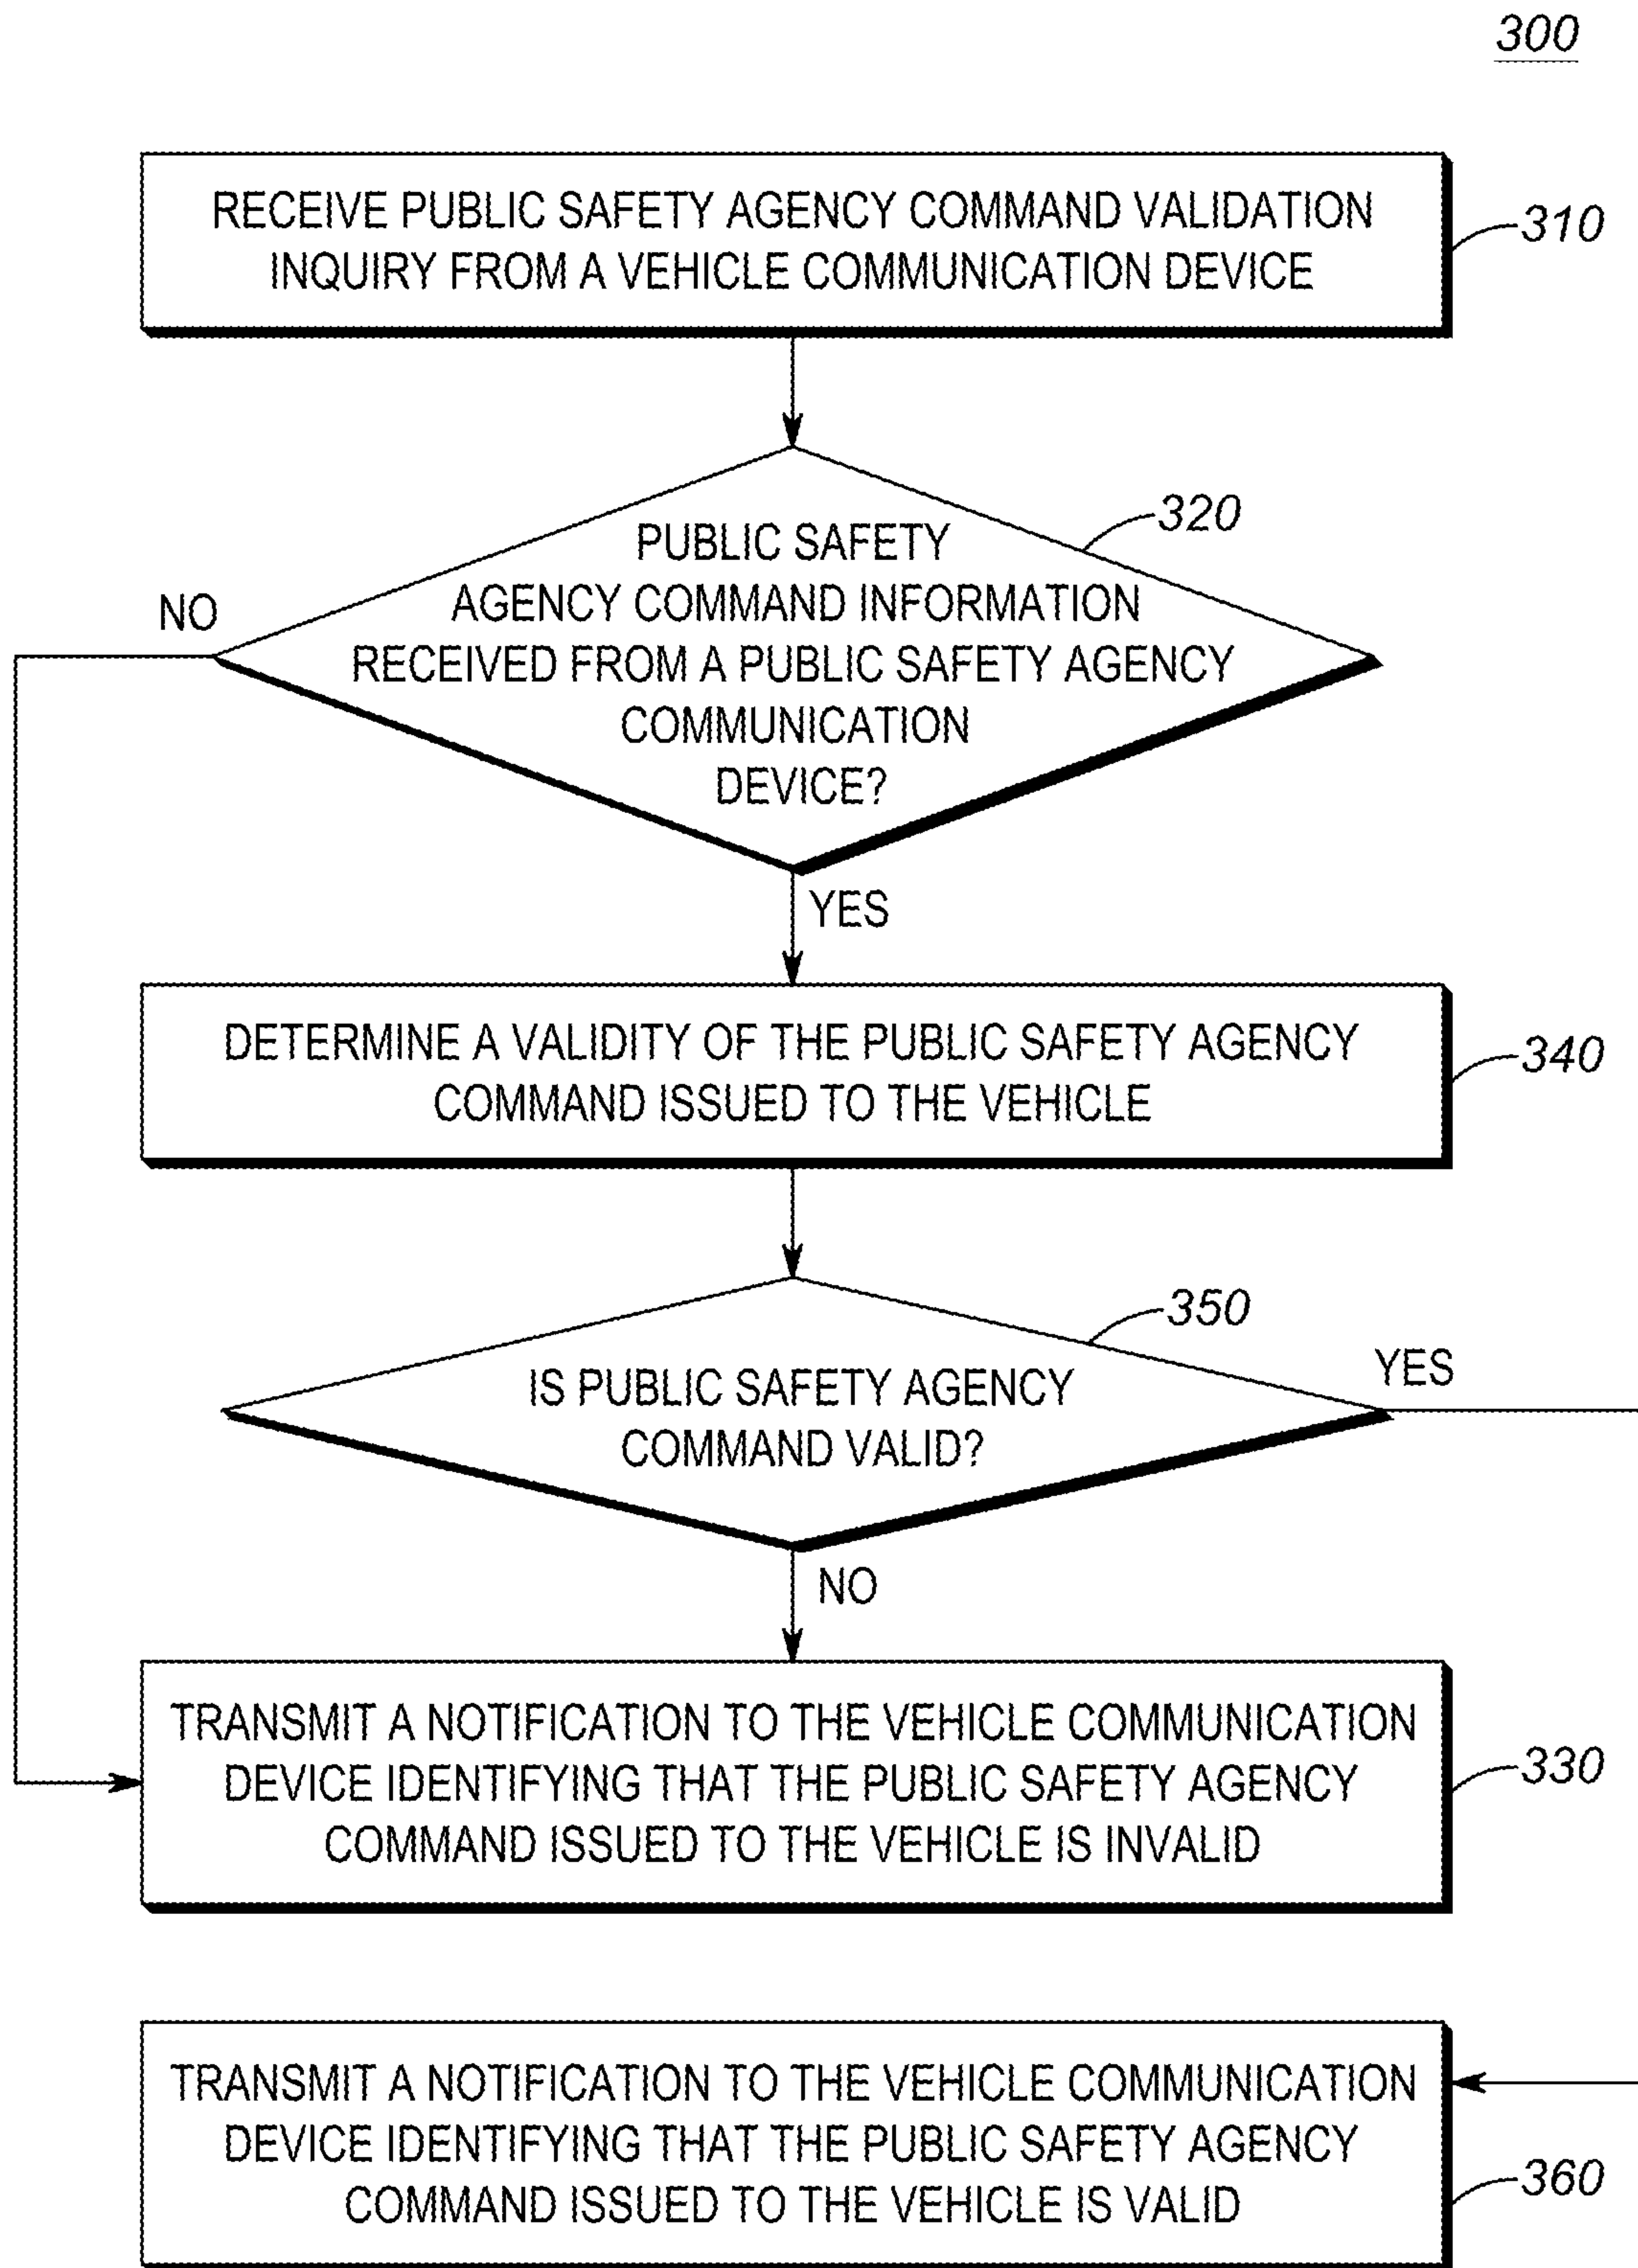 300
RECEIVE PUBLIC SAFETY AGENCY COMMAND VALIDATION
INQUIRY FROM A VEHICLE COMMUNICATION DEVICE
310
320
PUBLIC SAFETY
AGENCY COMMAND INFORMATION
RECEIVED FROM A PUBLIC SAFETY AGENCY
COMMUNICATION
DEVICE?
NO
YES
DETERMINE A VALIDITY OF THE PUBLIC SAFETY AGENCY
COMMAND ISSUED TO THE VEHICLE
340
350
IS PUBLIC SAFETY AGENCY
COMMAND VALID?
YES
NO
TRANSMIT A NOTIFICATION TO THE VEHICLE COMMUNICATION
DEVICE IDENTIFYING THAT THE PUBLIC SAFETY AGENCY
COMMAND ISSUED TO THE VEHICLE IS INVALID
330
TRANSMIT A NOTIFICATION TO THE VEHICLE COMMUNICATION
DEVICE IDENTIFYING THAT THE PUBLIC SAFETY AGENCY
COMMAND ISSUED TO THE VEHICLE IS VALID
360